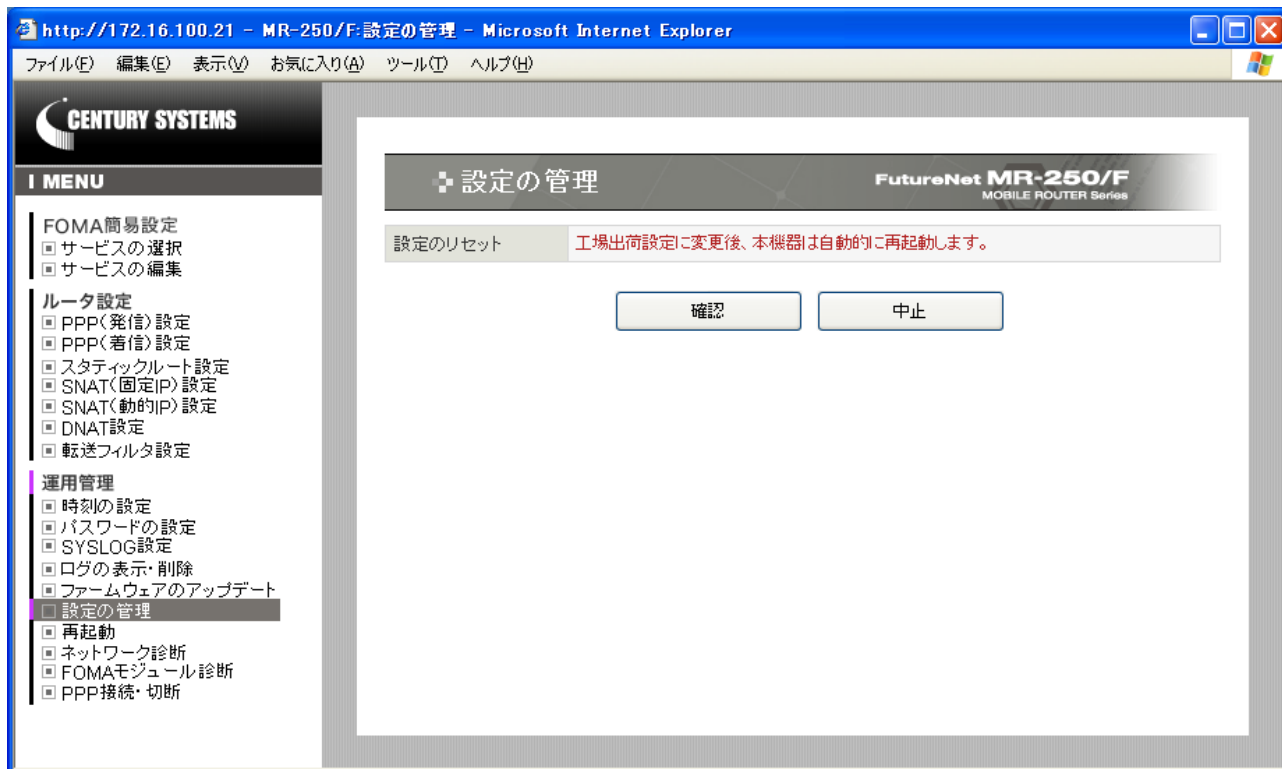 http://172.16.100.21 - MR-250/F:設定の管理 - Microsoft Internet Explorer
ファイル(F) 編集(E) 表示(V) お気に入り(A) ツール(T) ヘルプ(H)
CENTURY SYSTEMS
MENU
FOMA簡易設定
サービスの選択
サービスの編集
ルータ設定
PPP(発信)設定
PPP(着信)設定
スタティックルート設定
SNAT(固定IP)設定
SNAT(動的IP)設定
DNAT設定
転送フィルタ設定
運用管理
時刻の設定
パスワードの設定
SYSLOG設定
ログの表示・削除
ファームウェアのアップデート
設定の管理
再起動
ネットワーク診断
FOMAモジュール診断
PPP接続・切断
設定の管理
FutureNet MR-250/F
MOBILE ROUTER Series
設定のリセット 工場出荷設定に変更後、本機器は自動的に再起動します。
確認 中止